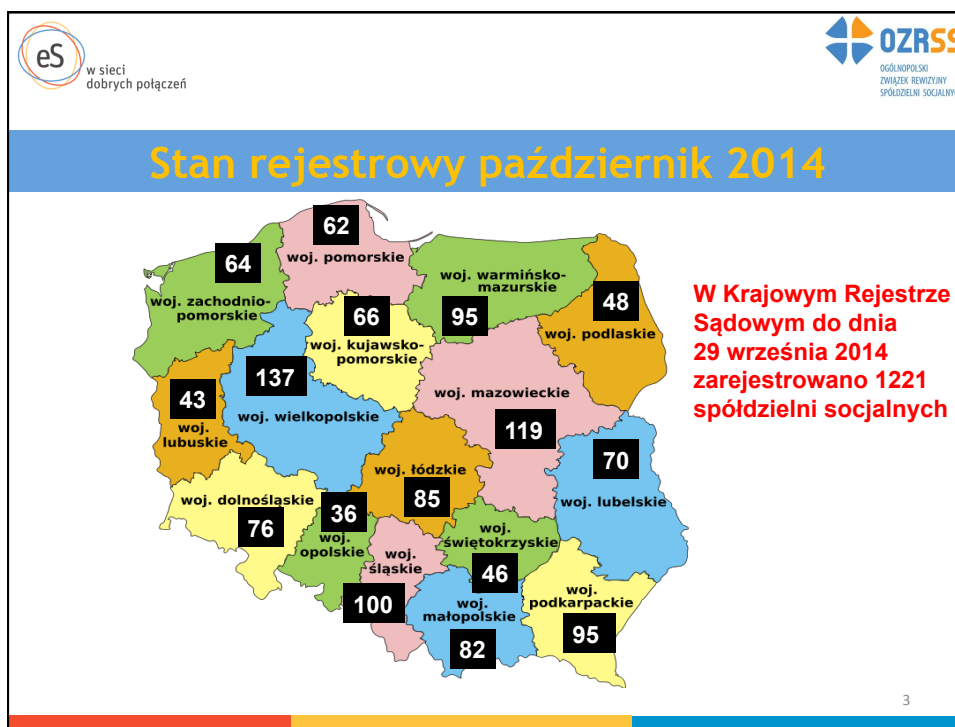 eS
w sieci
dobrych połączeń
OZRSS
OGÓLNOPOLSKI
ZWIĄZEK REWIZYJNY
SPÓŁDZIELNI SOCJALNYCH
Stan rejestrowy październik 2014
62
woj. pomorskie
64
woj. zachodnio-
pomorskie
woj. warmińsko-
mazurskie
95
48
woj. podlaskie
66
woj. kujawsko-
pomorskie
137
woj. wielkopolskie
43
woj.
lubuskie
woj. mazowieckie
119
70
woj. lubelskie
woj. łódzkie
85
woj. dolnośląskie
76
36
woj.
opolskie
woj.
śląskie
100
woj.
świętokrzyskie
46
woj.
małopolskie
82
woj.
podkarpackie
95
W Krajowym Rejestrze
Sądowym do dnia
29 września 2014
zarejestrowano 1221
spółdzielni socjalnych
3